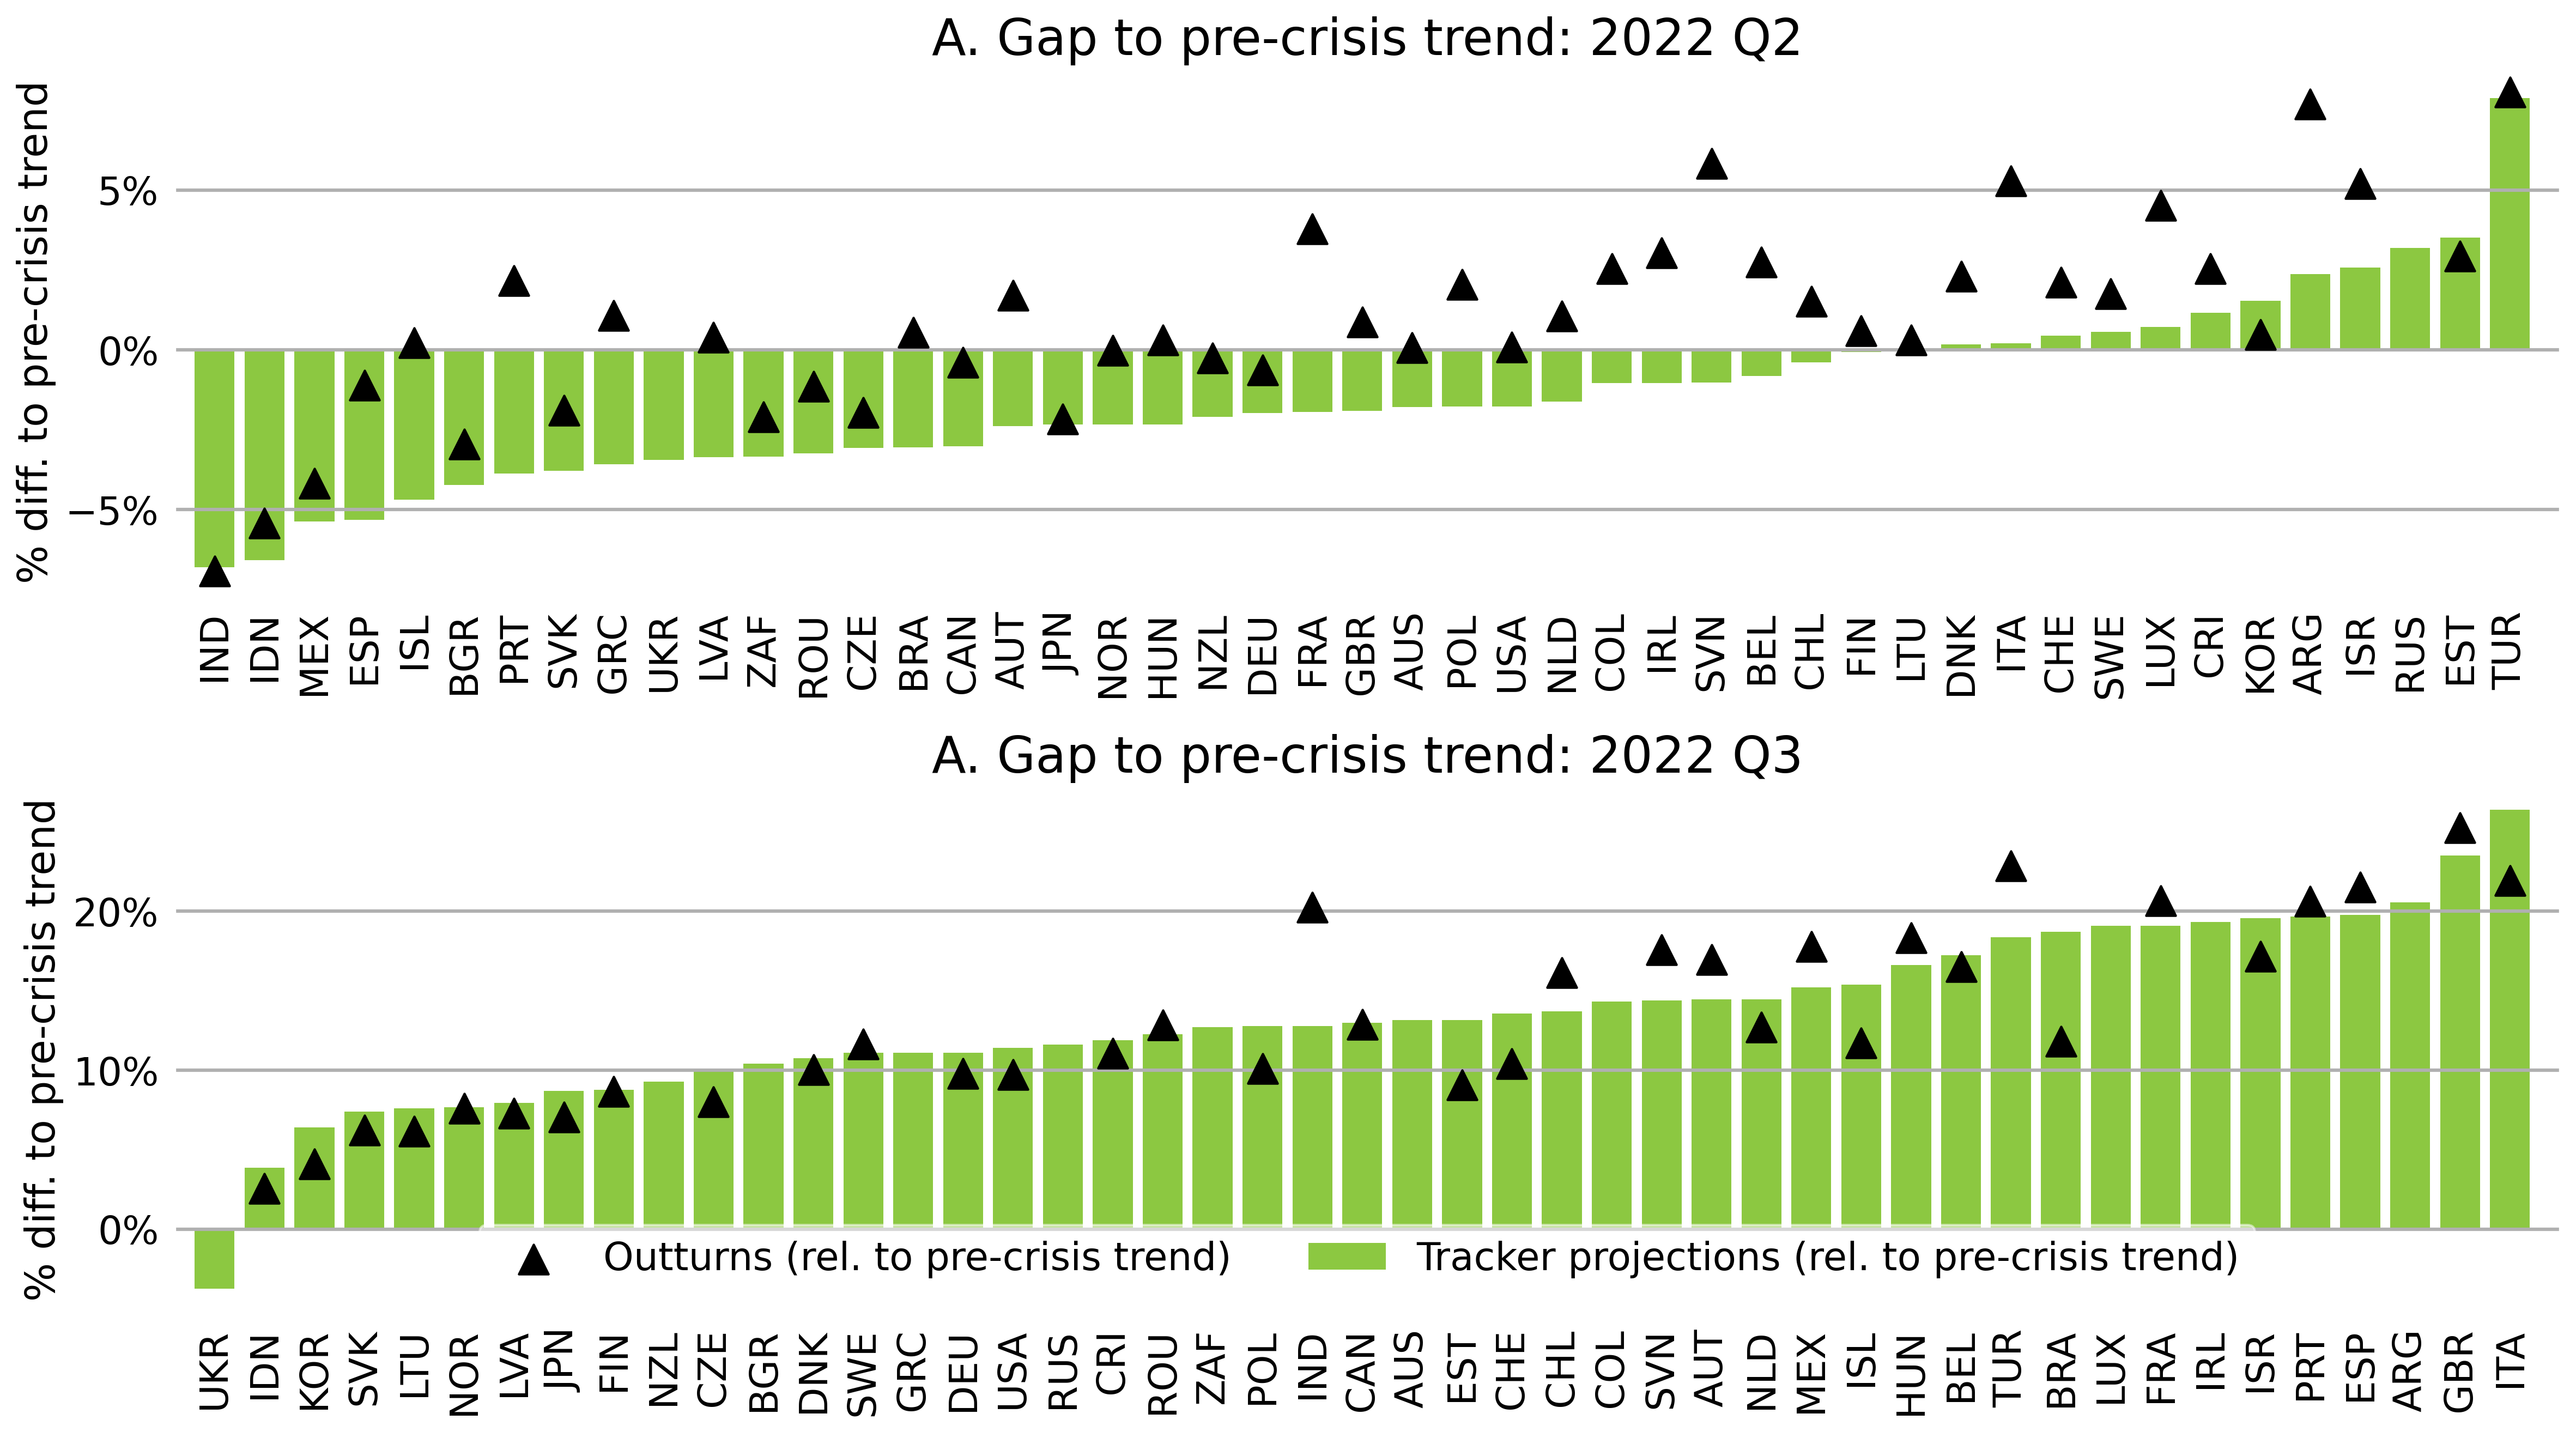 A. Gap to pre-crisis trend: 2022 Q2
% diff. to pre-crisis trend
5%
0%
−5%
IND IDN MEX ESP ISL BGR PRT SVK GRC UKR LVA ZAF ROU CZE BRA CAN AUT JPN NOR HUN NZL DEU FRA GBR AUS POL USA NLD COL IRL SVN BEL CHL FIN LTU DNK ITA CHE SWE LUX CRI KOR ARG ISR RUS EST TUR
A. Gap to pre-crisis trend: 2022 Q3
% diff. to pre-crisis trend
20%
10%
0%
Outturns (rel. to pre-crisis trend) Tracker projections (rel. to pre-crisis trend)
UKR IDN KOR SVK LTU NOR LVA JPN FIN NZL CZE BGR DNK SWE GRC DEU USA RUS CRI ROU ZAF POL IND CAN AUS EST CHE CHL COL SVN AUT NLD MEX ISL HUN BEL TUR BRA LUX FRA IRL ISR PRT ESP ARG GBR ITA